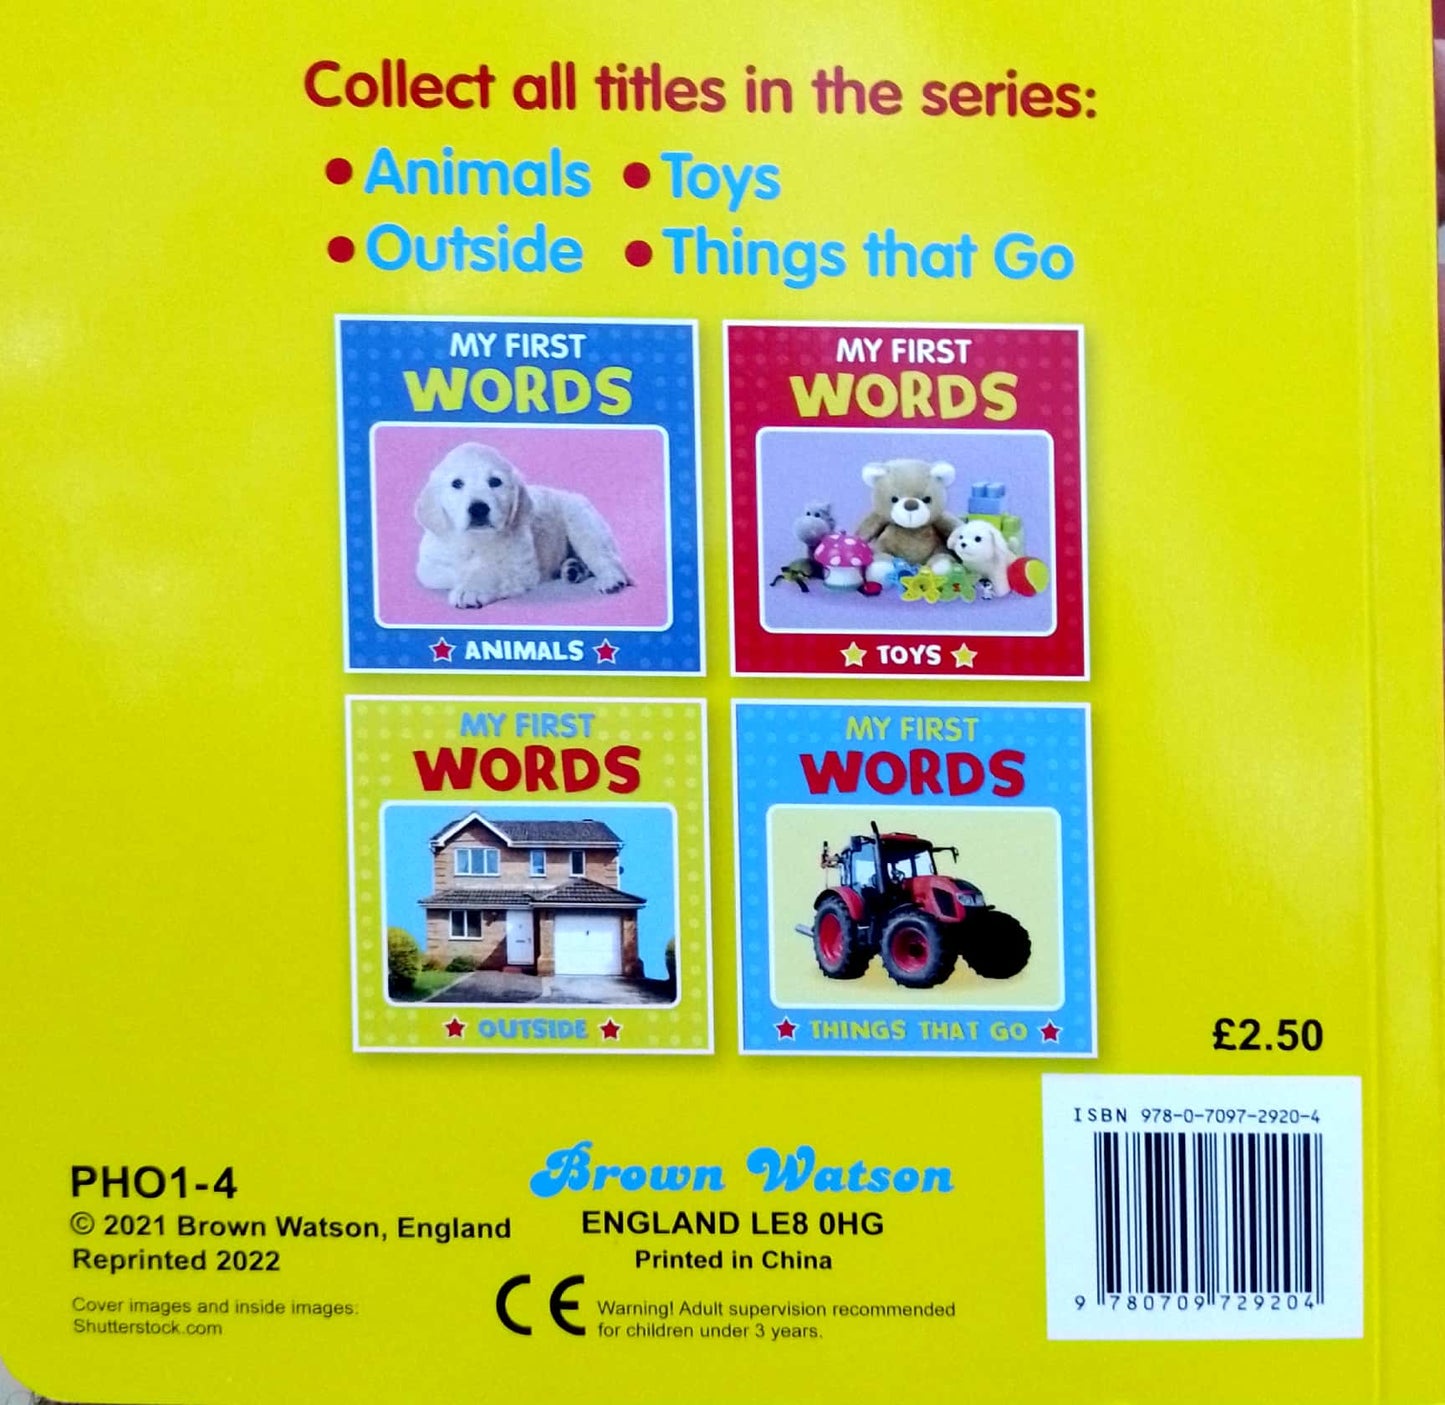 Collect all titles in the series:
• Animals • Toys
• Outside • Things that Go
MY FIRST
WORDS
ANIMALS
MY FIRST
WORDS
TOYS
MY FIRST
WORDS
OUTSIDE
MY FIRST
WORDS
THINGS THAT GO
£2.50
ISBN 978-0-7097-2920-4
9 780709 729204
PHO1-4
© 2021 Brown Watson, England
Reprinted 2022
Cover images and inside images:
Shutterstock.com
Brown Watson
ENGLAND LE8 0HG
Printed in China
CE
Warning! Adult supervision recommended
for children under 3 years.